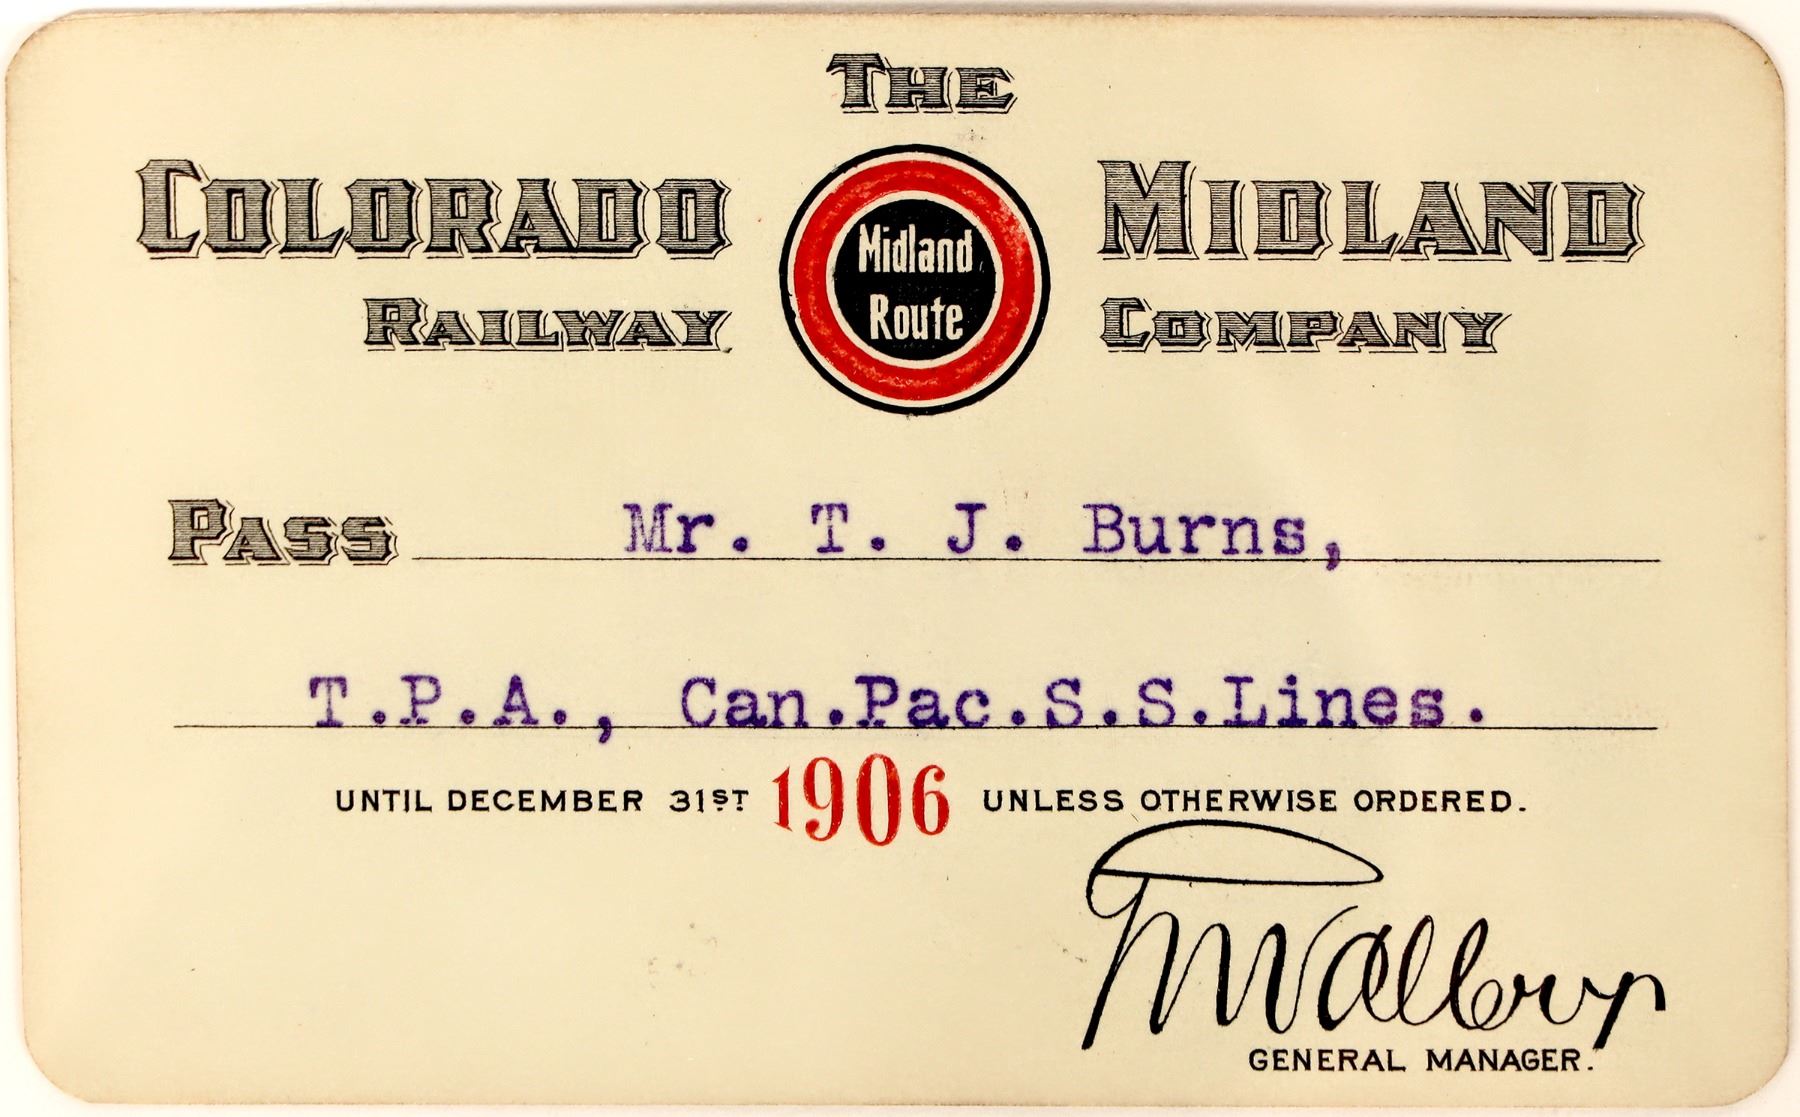 THE
COLORADO MIDLAND
RAILWAY COMPANY
Midland
Route
PASS Mr. T. J. Burns,
T.P.A., Can.Pac.S.S.Lines.
UNTIL DECEMBER 31ST 1906 UNLESS OTHERWISE ORDERED.
GENERAL MANAGER.